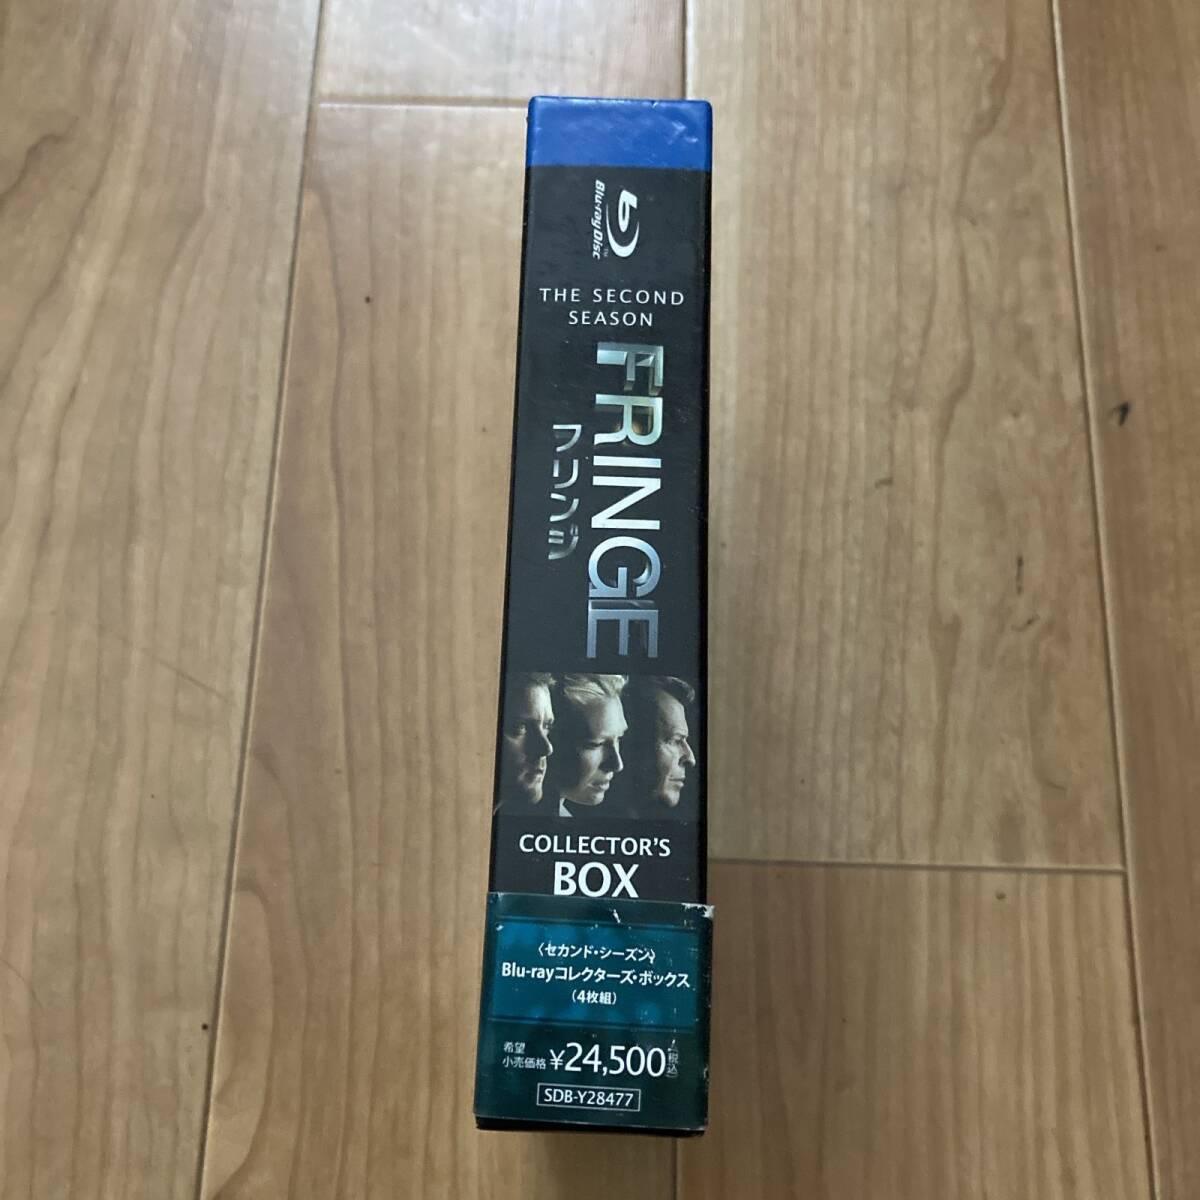 Blu-ray Disc™
THE SECOND
SEASON
FRINGE
フリンジ
COLLECTOR'S
BOX
〈セカンド・シーズン〉
Blu-rayコレクターズ・ボックス
(4枚組)
希望
小売価格 ¥24,500(税込)
SDB-Y28477